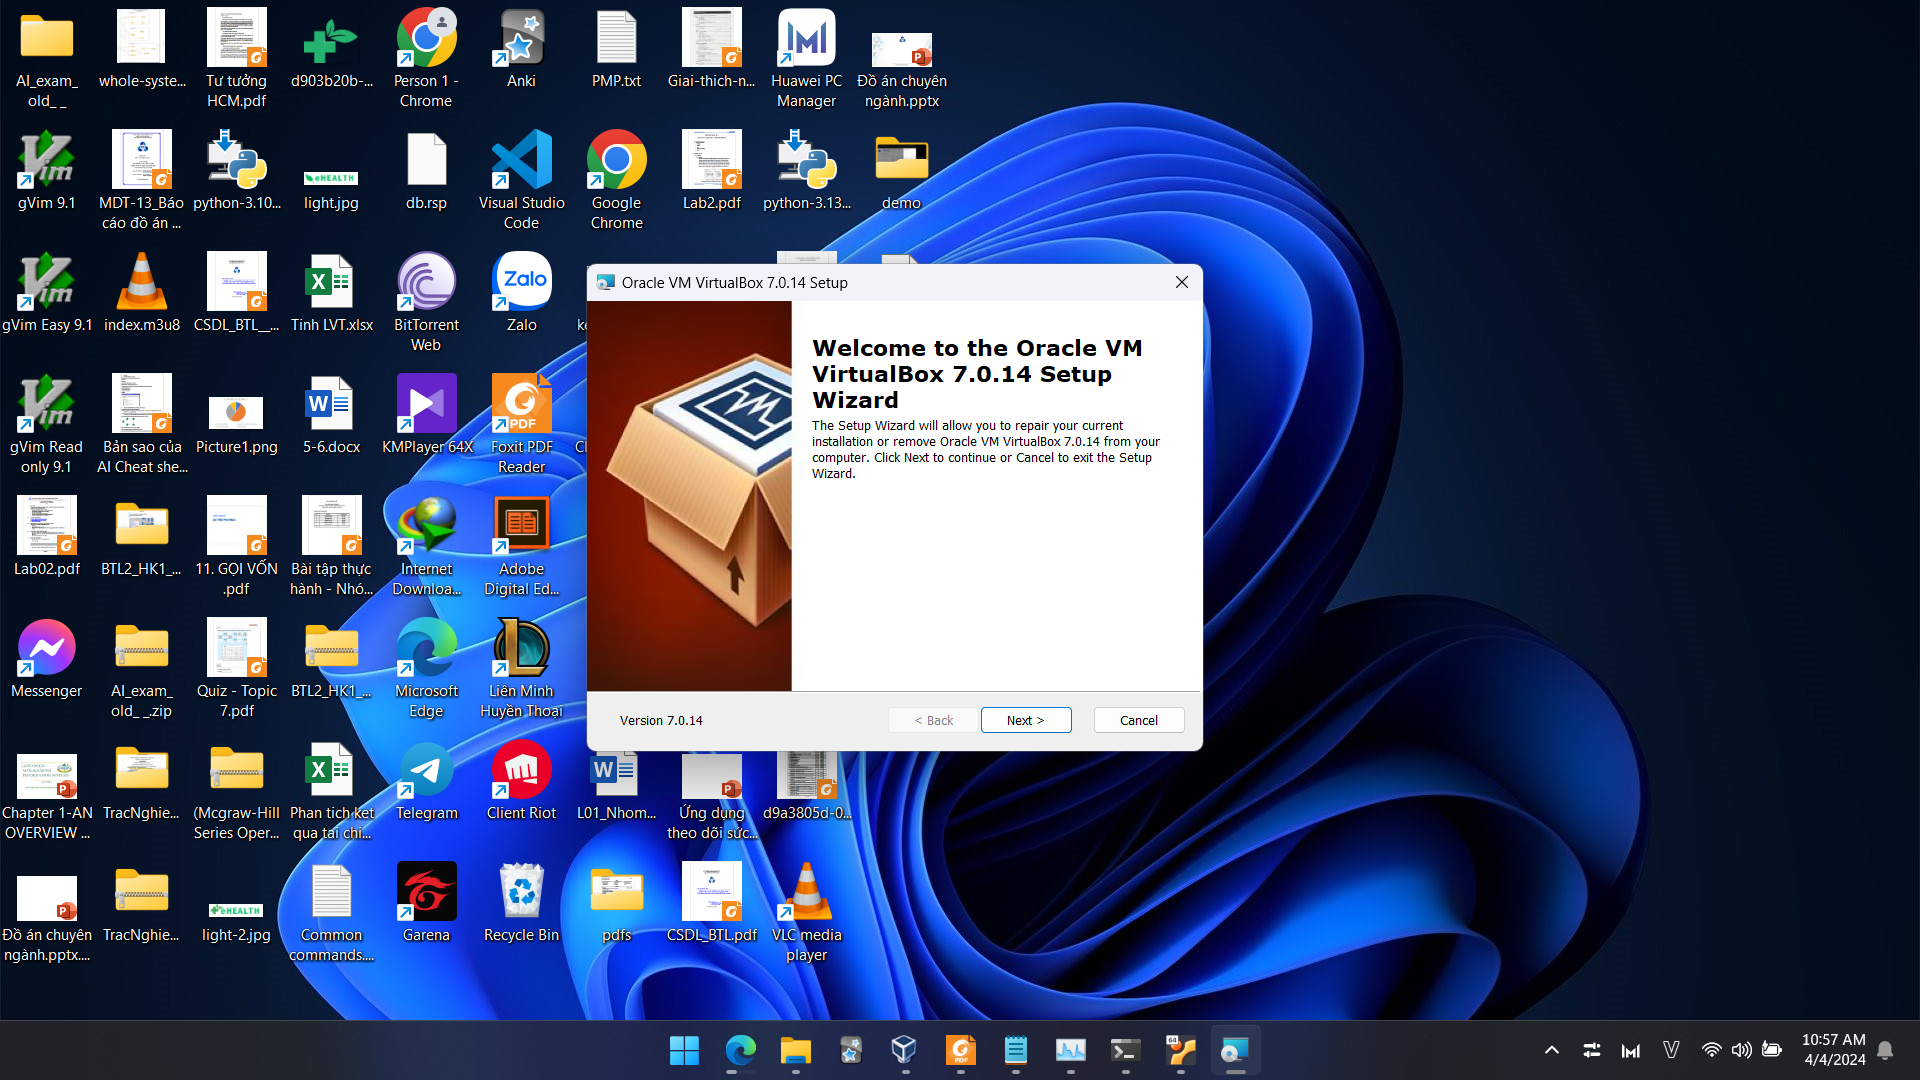 AI_exam_
old_ _
whole-syste...
Tư tưởng
HCM.pdf
d903b20b-...
Person 1 -
Chrome
Anki
PMP.txt
Giai-thich-n...
Huawei PC
Manager
Đồ án chuyên
ngành.pptx
gVim 9.1
MDT-13_Báo
cáo đồ án ...
python-3.10...
light.jpg
db.rsp
Visual Studio
Code
Google
Chrome
Lab2.pdf
python-3.13...
demo
gVim Easy 9.1
index.m3u8
CSDL_BTL__...
Tinh LVT.xlsx
BitTorrent
Web
Zalo
Zalo
ke
Oracle VM VirtualBox 7.0.14 Setup
Welcome to the Oracle VM
VirtualBox 7.0.14 Setup
Wizard
The Setup Wizard will allow you to repair your current
installation or remove Oracle VM VirtualBox 7.0.14 from your
computer. Click Next to continue or Cancel to exit the Setup
Wizard.
Version 7.0.14
< Back
Next >
Cancel
gVim Read
only 9.1
Bản sao của
AI Cheat she...
Picture1.png
5-6.docx
KMPlayer 64X
PDF
Foxit PDF
Reader
Lab02.pdf
BTL2_HK1_...
11. GỌI VỐN
.pdf
Bài tập thực
hành - Nhó...
Internet
Downloa...
Adobe
Digital Ed...
Messenger
AI_exam_
old_ _.zip
Quiz - Topic
7.pdf
BTL2_HK1_...
Microsoft
Edge
Liên Minh
Huyền Thoại
Chapter 1-AN
OVERVIEW ...
TracNghie...
(Mcgraw-Hill
Series Oper...
Phan tich ket
qua tai chi...
Telegram
Client Riot
L01_Nhom...
Ứng dụng
theo dõi sức...
d9a3805d-0...
Đồ án chuyên
ngành.pptx....
TracNghie...
eHEALTH
light-2.jpg
Common
commands....
Garena
Recycle Bin
pdfs
CSDL_BTL.pdf
VLC media
player
10:57 AM
4/4/2024